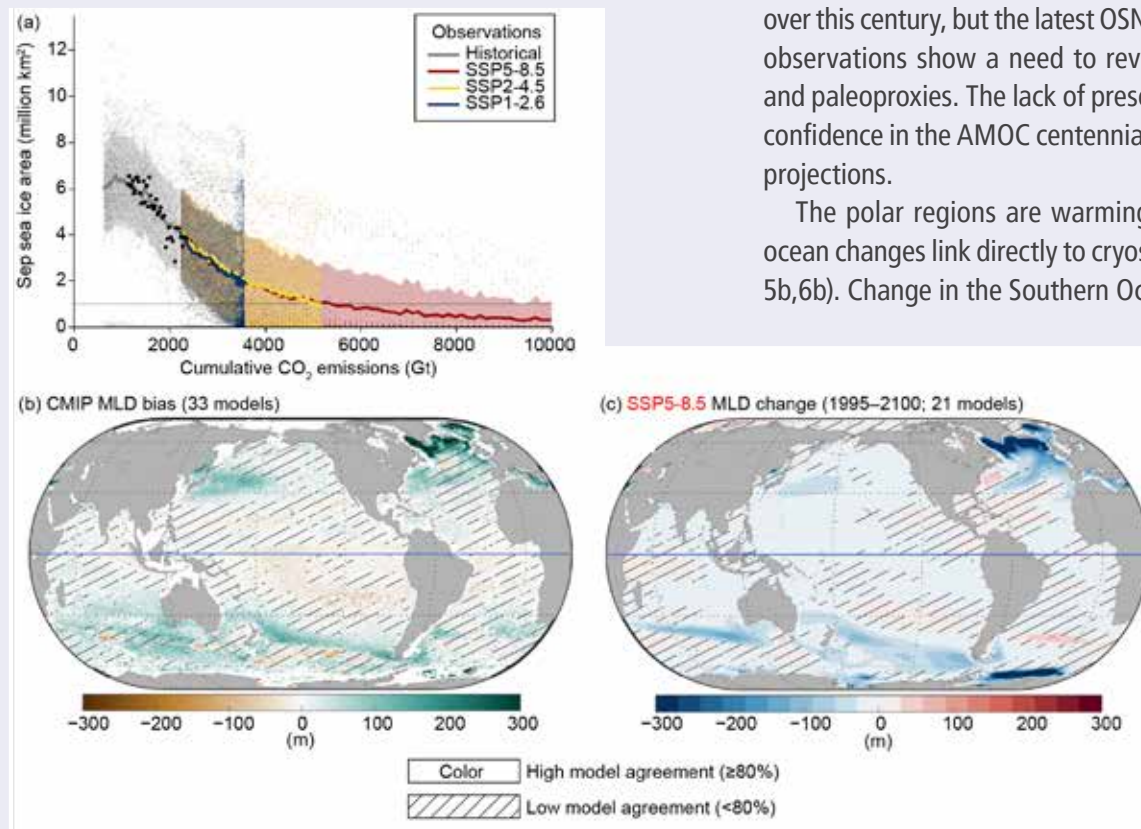 over this century, but the latest OSN
observations show a need to rev
and paleoproxies. The lack of prese
confidence in the AMOC centennia
projections.
The polar regions are warming
ocean changes link directly to cryos
5b,6b). Change in the Southern Oc
(a)
Sep sea ice area (million km²)
12
10
8
6
4
2
0
Observations
Historical
SSP5-8.5
SSP2-4.5
SSP1-2.6
0 2000 4000 6000 8000 10000
Cumulative CO₂ emissions (Gt)
(b) CMIP MLD bias (33 models)
−300 −200 −100 0 100 200 300
(m)
(c) SSP5-8.5 MLD change (1995–2100; 21 models)
−300 −200 −100 0 100 200 300
(m)
Color High model agreement (≥80%)
Low model agreement (<80%)